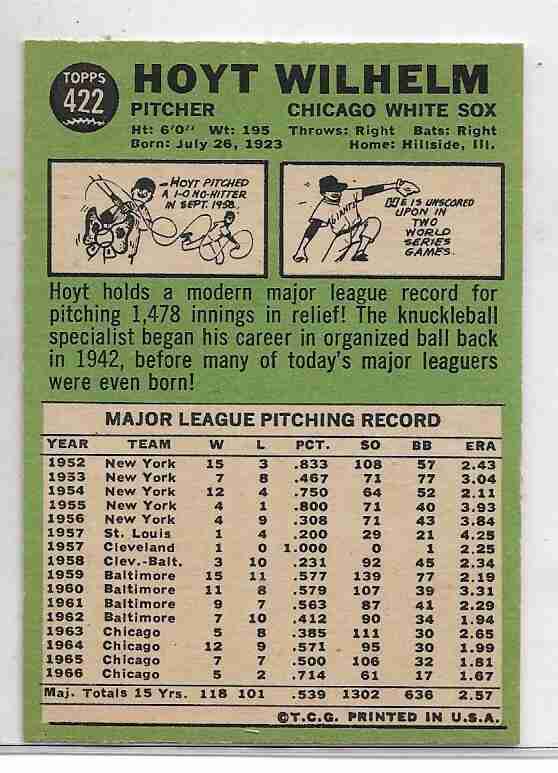 TOPPS
422
HOYT WILHELM
PITCHER CHICAGO WHITE SOX
Ht: 6'0" Wt: 195 Throws: Right Bats: Right
Born: July 26, 1923 Home: Hillside, Ill.
HOYT PITCHED
A 1-0 NO-HITTER
IN SEPT. 1958.
GIANTS
HE IS UNSCORED
UPON IN
TWO
WORLD
SERIES
GAMES.
Hoyt holds a modern major league record for
pitching 1,478 innings in relief! The knuckleball
specialist began his career in organized ball back
in 1942, before many of today's major leaguers
were even born!
MAJOR LEAGUE PITCHING RECORD
YEAR TEAM W L PCT. SO BB ERA
1952 New York 15 3 .833 108 57 2.43
1953 New York 7 8 .467 71 77 3.04
1954 New York 12 4 .750 64 52 2.11
1955 New York 4 1 .800 71 40 3.93
1956 New York 4 9 .308 71 43 3.84
1957 St. Louis 1 4 .200 29 21 4.25
1957 Cleveland 1 0 1.000 0 1 2.25
1958 Clev.-Balt. 3 10 .231 92 45 2.34
1959 Baltimore 15 11 .577 139 77 2.19
1960 Baltimore 11 8 .579 107 39 3.31
1961 Baltimore 9 7 .563 87 41 2.29
1962 Baltimore 7 10 .412 90 34 1.94
1963 Chicago 5 8 .385 111 30 2.65
1964 Chicago 12 9 .571 95 30 1.99
1965 Chicago 7 7 .500 106 32 1.81
1966 Chicago 5 2 .714 61 17 1.67
Maj. Totals 15 Yrs. 118 101 .539 1302 636 2.57
©T.C.G. PRINTED IN U.S.A.